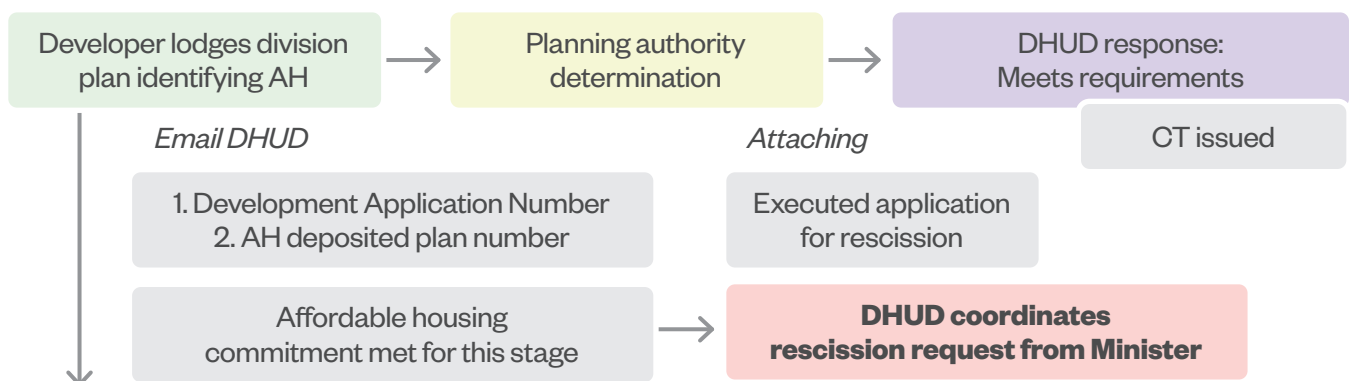 Developer lodges division
plan identifying AH
Planning authority
determination
DHUD response:
Meets requirements
CT issued
Email DHUD
Attaching
1. Development Application Number
2. AH deposited plan number
Executed application
for rescission
Affordable housing
commitment met for this stage
DHUD coordinates
rescission request from Minister